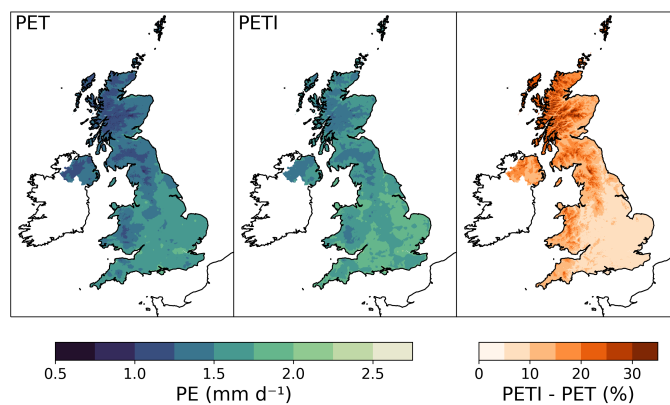 PET PETI
0.5 1.0 1.5 2.0 2.5
PE (mm d⁻¹)
0 10 20 30
PETI - PET (%)